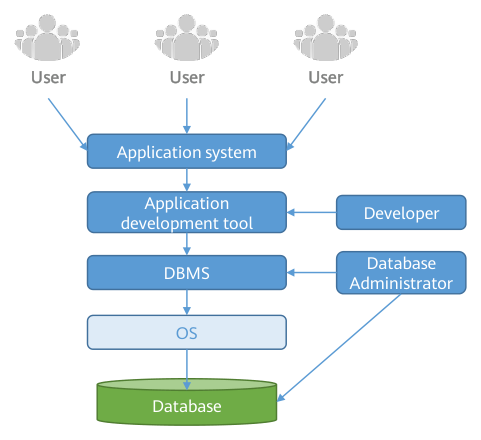 User
User
User
Application system
Application
development tool
Developer
DBMS
Database
Administrator
OS
Database